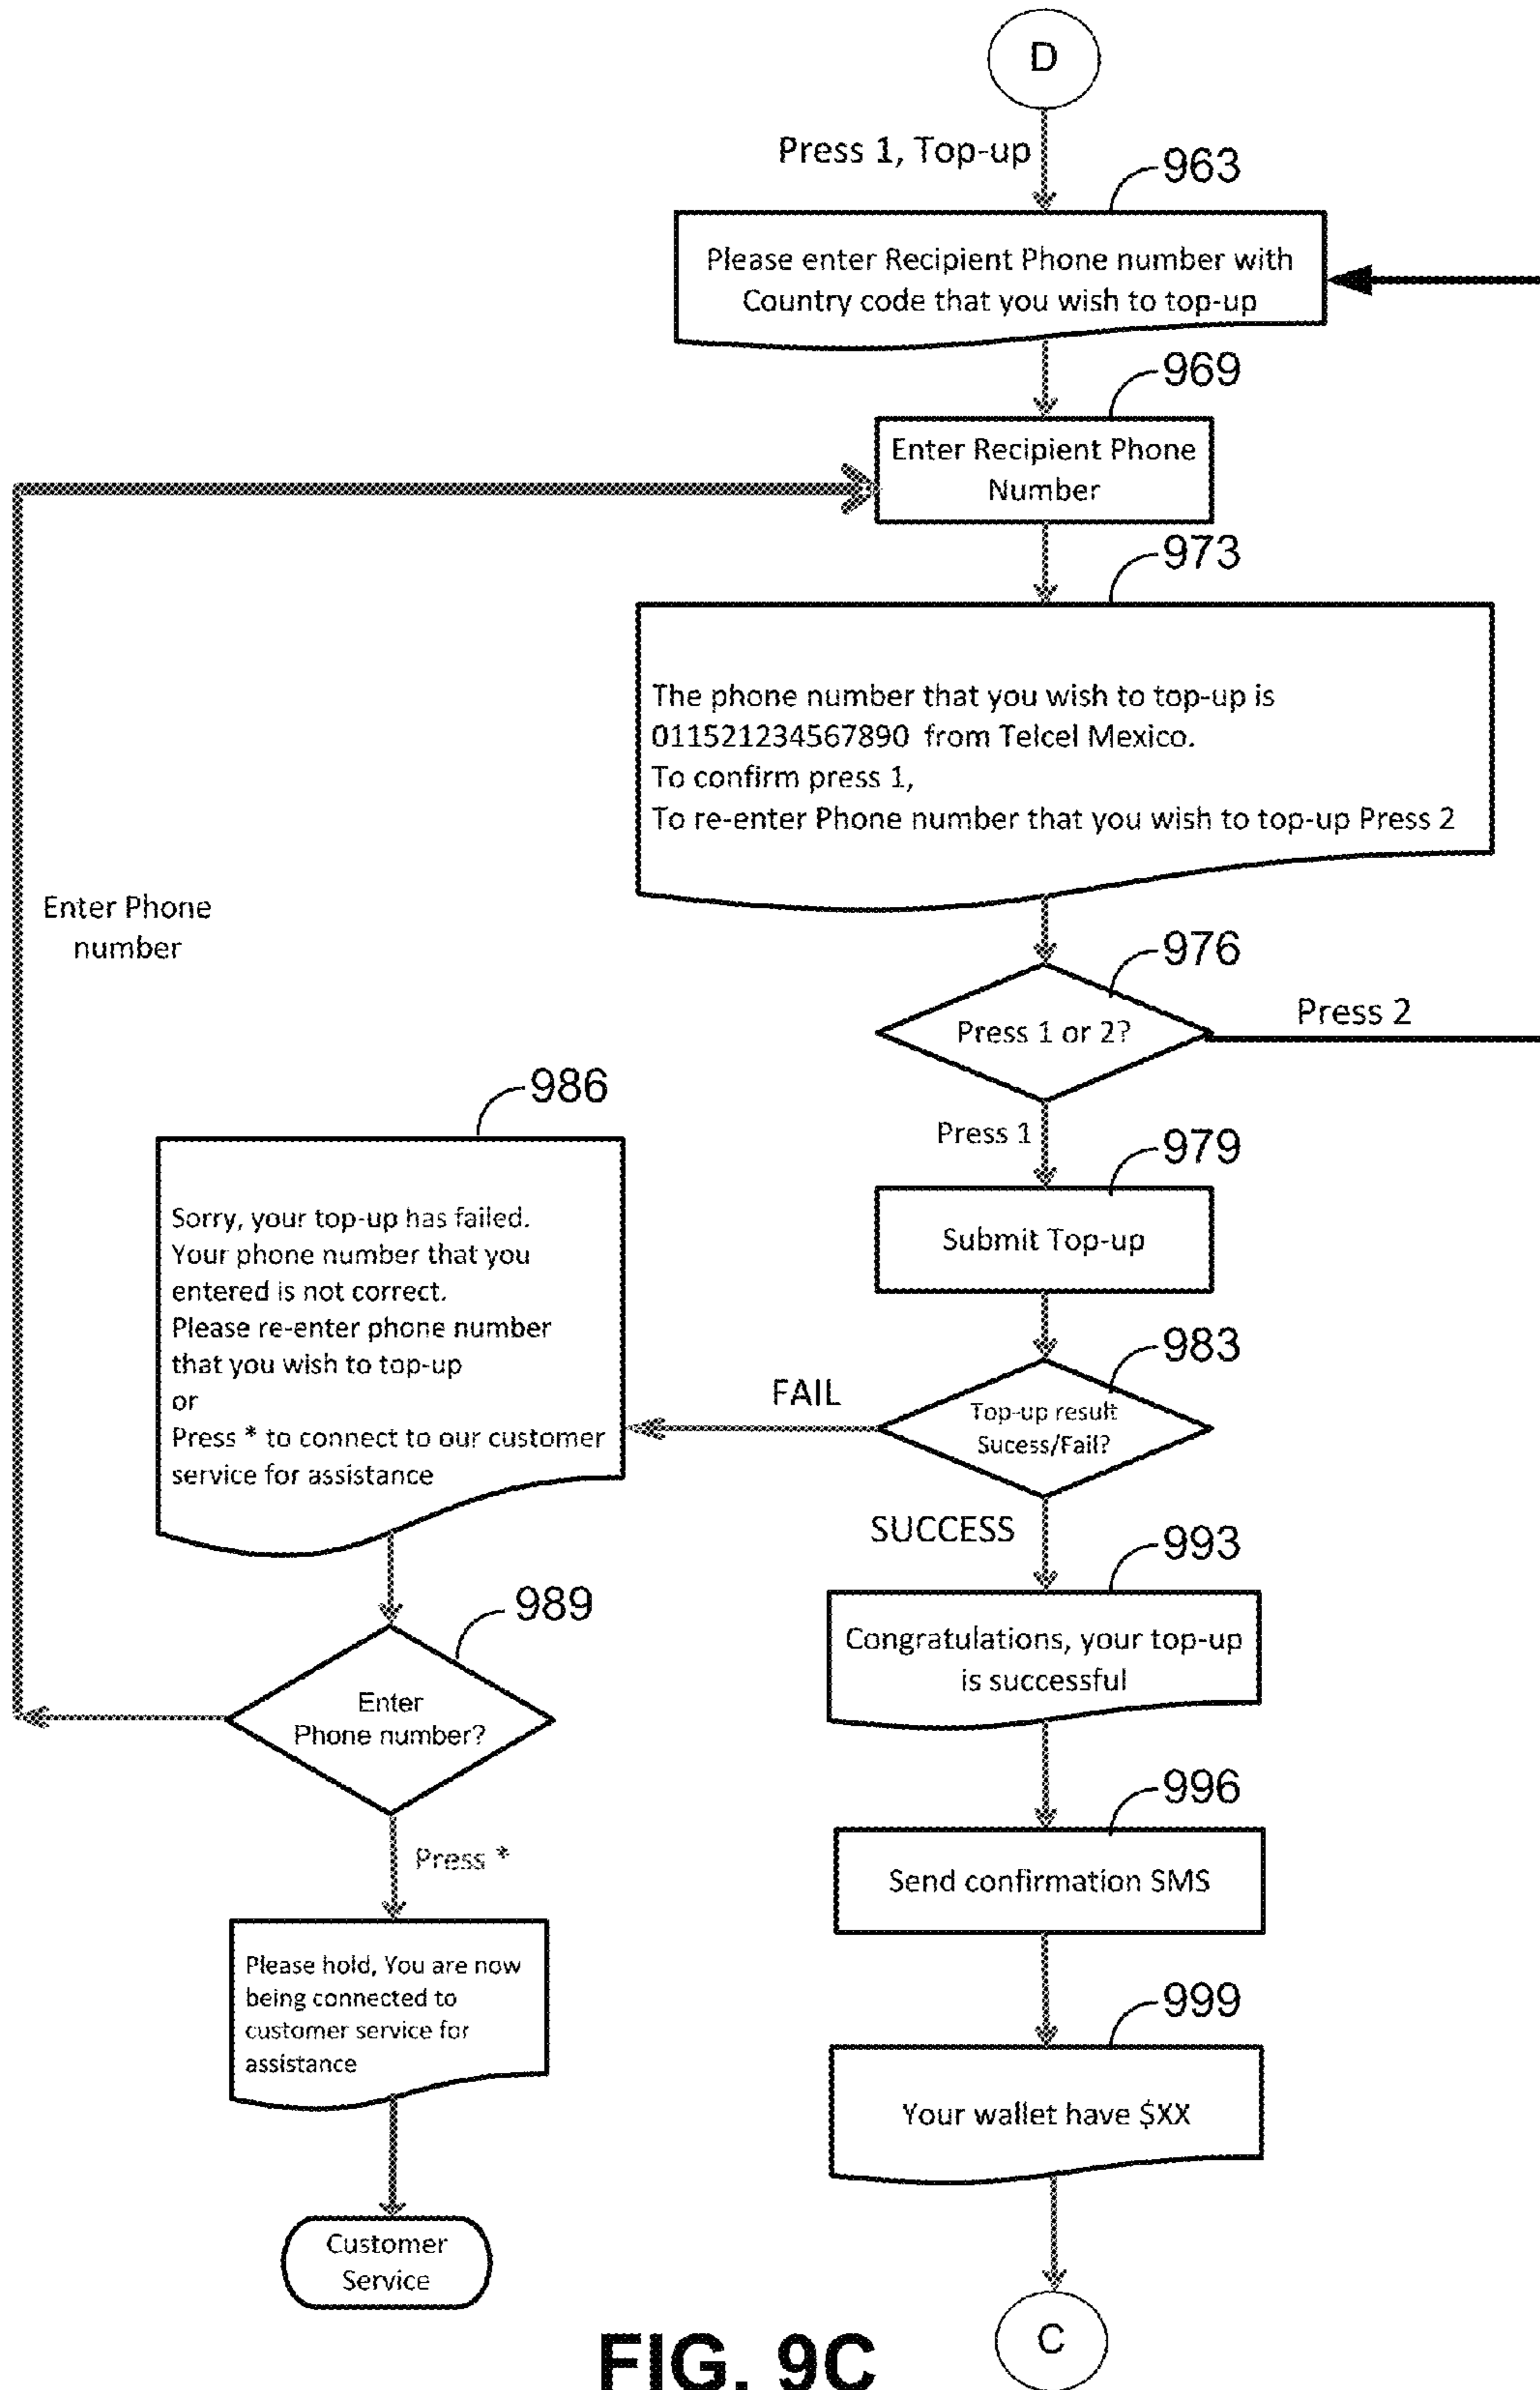 D
Press 1, Top-up
963
Please enter Recipient Phone number with
Country code that you wish to top-up
969
Enter Recipient Phone
Number
973
The phone number that you wish to top-up is
011521234567890 from Telcel Mexico.
To confirm press 1,
To re-enter Phone number that you wish to top-up Press 2
Enter Phone
number
976
Press 1 or 2?
Press 2
Press 1
979
Submit Top-up
983
Top-up result
Sucess/Fail?
FAIL
986
Sorry, your top-up has failed.
Your phone number that you
entered is not correct.
Please re-enter phone number
that you wish to top-up
or
Press * to connect to our customer
service for assistance
989
Enter
Phone number?
Press *
Please hold, You are now
being connected to
customer service for
assistance
Customer
Service
SUCCESS
993
Congratulations, your top-up
is successful
996
Send confirmation SMS
999
Your wallet have $XX
C
FIG. 9C